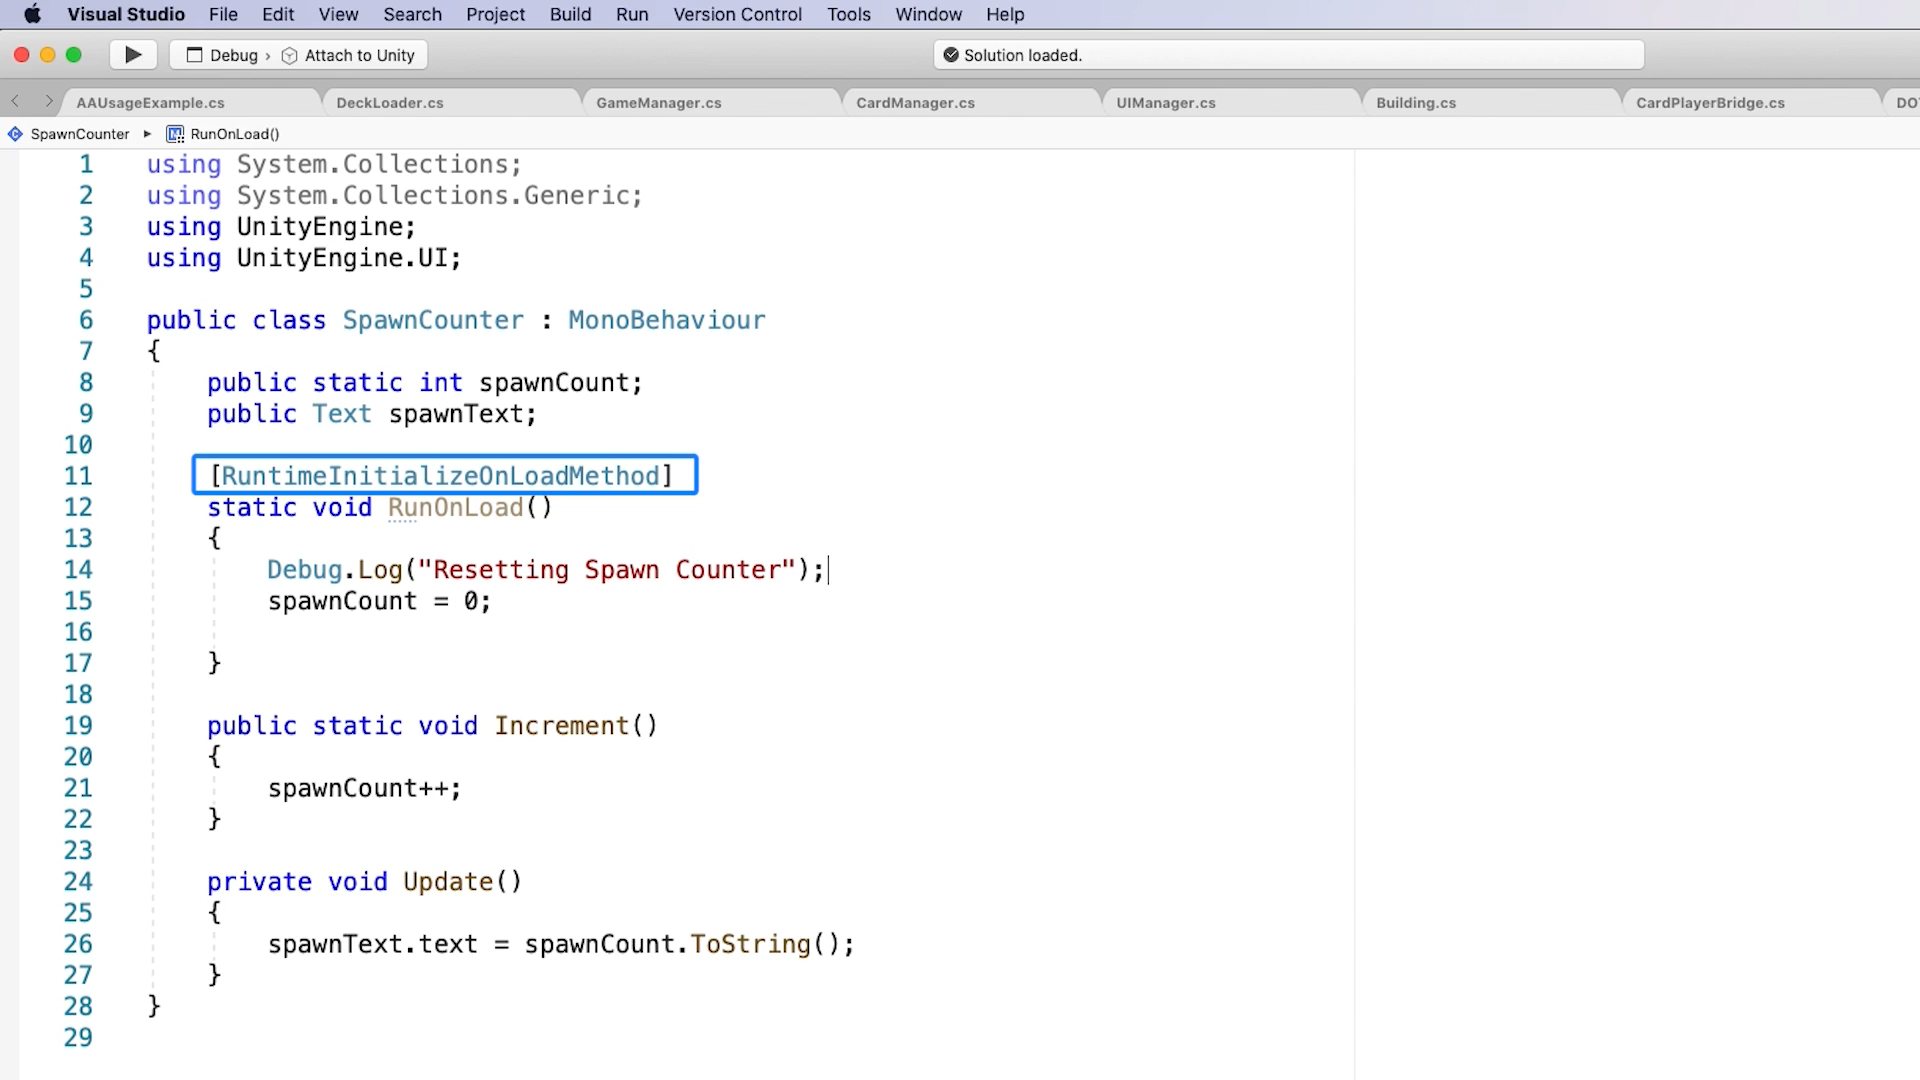 Visual Studio File Edit View Search Project Build Run Version Control Tools Window Help
Debug › Attach to Unity Solution loaded.
AAUsageExample.cs DeckLoader.cs GameManager.cs CardManager.cs UIManager.cs Building.cs CardPlayerBridge.cs DO
SpawnCounter RunOnLoad()
1 using System.Collections;
2 using System.Collections.Generic;
3 using UnityEngine;
4 using UnityEngine.UI;
5
6 public class SpawnCounter : MonoBehaviour
7 {
8 public static int spawnCount;
9 public Text spawnText;
10
11 [RuntimeInitializeOnLoadMethod]
12 static void RunOnLoad()
13 {
14 Debug.Log("Resetting Spawn Counter");
15 spawnCount = 0;
16
17 }
18
19 public static void Increment()
20 {
21 spawnCount++;
22 }
23
24 private void Update()
25 {
26 spawnText.text = spawnCount.ToString();
27 }
28 }
29